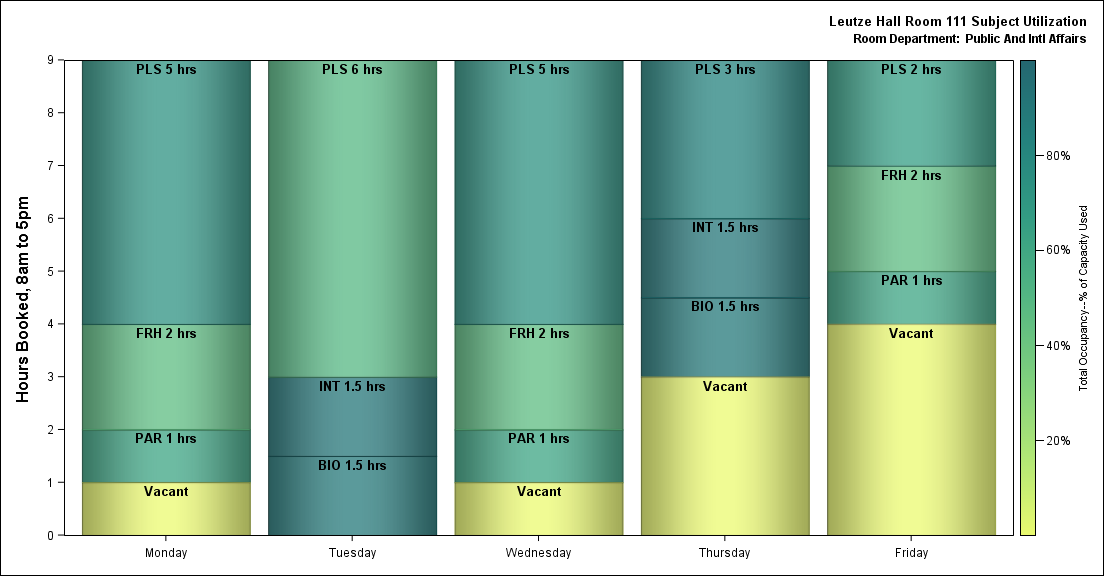 Leutze Hall Room 111 Subject Utilization
Room Department: Public And Intl Affairs
Hours Booked, 8am to 5pm
9
8
7
6
5
4
3
2
1
0
PLS 5 hrs
FRH 2 hrs
PAR 1 hrs
Vacant
Monday
PLS 6 hrs
INT 1.5 hrs
BIO 1.5 hrs
Tuesday
PLS 5 hrs
FRH 2 hrs
PAR 1 hrs
Vacant
Wednesday
PLS 3 hrs
INT 1.5 hrs
BIO 1.5 hrs
Vacant
Thursday
PLS 2 hrs
FRH 2 hrs
PAR 1 hrs
Vacant
Friday
80%
60%
40%
20%
Total Occupancy--% of Capacity Used